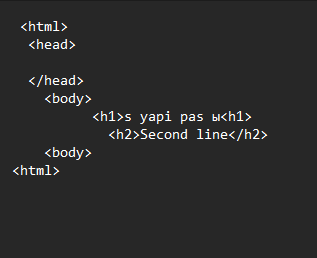 <html>
<head>
</head>
<body>
<h1>s yapi pas ы<h1>
<h2>Second line</h2>
<body>
<html>